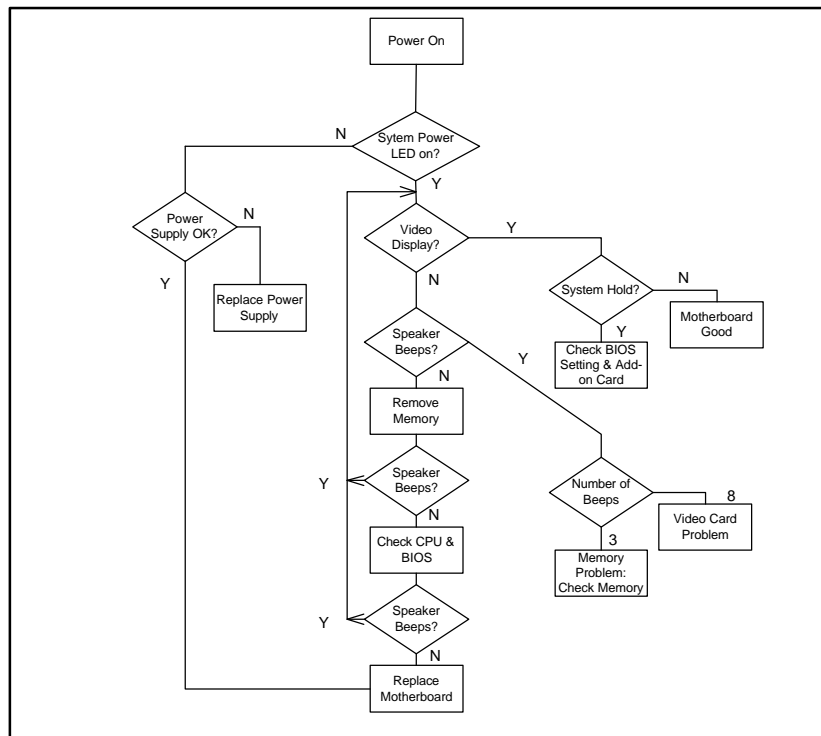 Power On
N
Sytem Power
LED on?
Y
Power
Supply OK?
N
Y
Replace Power
Supply
Video
Display?
Y
N
System Hold?
N
Y
Motherboard
Good
Check BIOS
Setting & Add-
on Card
Speaker
Beeps?
Y
N
Remove
Memory
Speaker
Beeps?
Y
N
Number of
Beeps
8
3
Video Card
Problem
Memory
Problem:
Check Memory
Check CPU &
BIOS
Speaker
Beeps?
Y
N
Replace
Motherboard